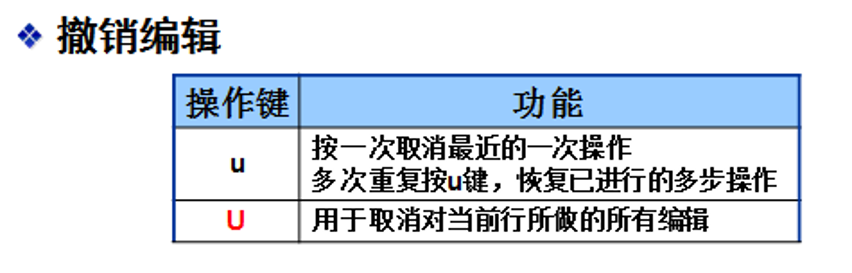 撤销编辑
操作键 功能
u 按一次取消最近的一次操作
多次重复按u键，恢复已进行的多步操作
U 用于取消对当前行所做的所有编辑